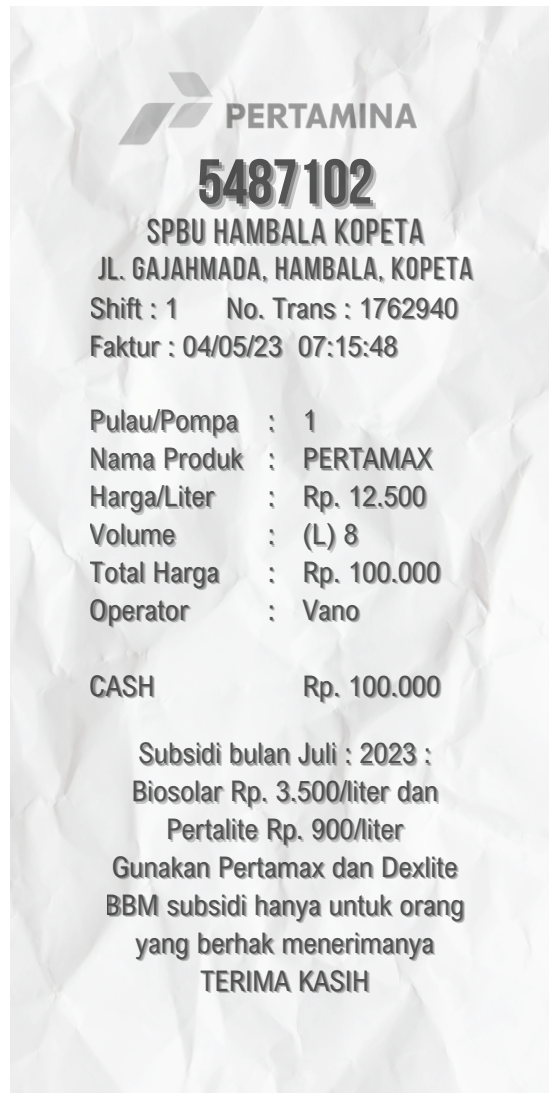 PERTAMINA
5487102
SPBU HAMBALA KOPETA
JL. GAJAHMADA, HAMBALA, KOPETA
Shift : 1 No. Trans : 1762940
Faktur : 04/05/23 07:15:48
Pulau/Pompa : 1
Nama Produk : PERTAMAX
Harga/Liter : Rp. 12.500
Volume : (L) 8
Total Harga : Rp. 100.000
Operator : Vano
CASH Rp. 100.000
Subsidi bulan Juli : 2023 :
Biosolar Rp. 3.500/liter dan
Pertalite Rp. 900/liter
Gunakan Pertamax dan Dexlite
BBM subsidi hanya untuk orang
yang berhak menerimanya
TERIMA KASIH